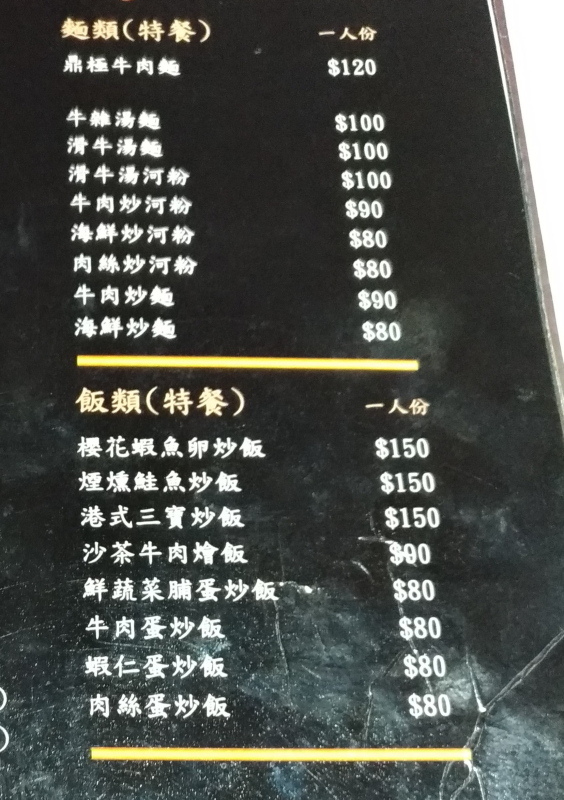 麵類(特餐) 一人份
鼎極牛肉麵 $120
牛雜湯麵 $100
滑牛湯麵 $100
滑牛湯河粉 $100
牛肉炒河粉 $90
海鮮炒河粉 $80
肉絲炒河粉 $80
牛肉炒麵 $90
海鮮炒麵 $80
飯類(特餐) 一人份
櫻花蝦魚卵炒飯 $150
煙燻鮭魚炒飯 $150
港式三寶炒飯 $150
沙茶牛肉燴飯 $90
鮮蔬菜脯蛋炒飯 $80
牛肉蛋炒飯 $80
蝦仁蛋炒飯 $80
肉絲蛋炒飯 $80